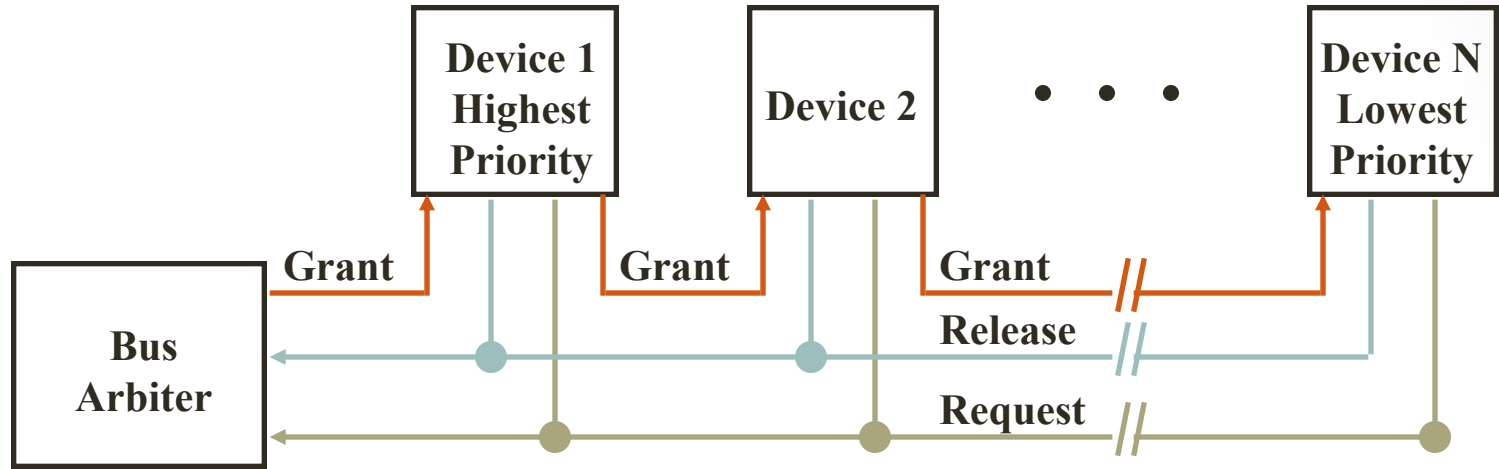 Device 1
Highest
Priority
Device 2
Device N
Lowest
Priority
Grant
Grant
Grant
Release
Bus
Arbiter
Request